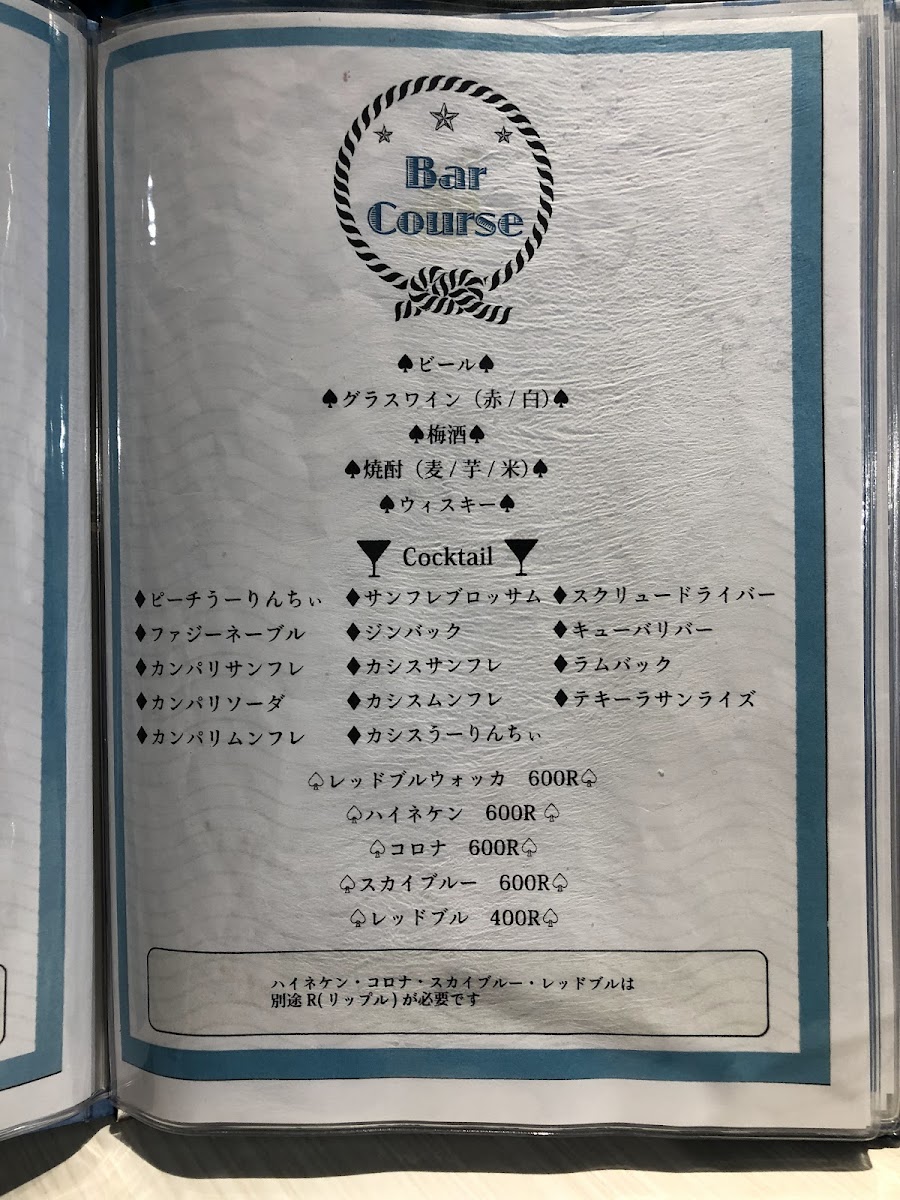 Bar
Course
♠ビール♠
♠グラスワイン（赤 / 白）♠
♠梅酒♠
♠焼酎（麦 / 芋 / 米）♠
♠ウィスキー♠
Cocktail
♦ピーチうーりんちぃ ♦サンフレブロッサム ♦スクリュードライバー
♦ファジーネーブル ♦ジンバック ♦キューバリバー
♦カンパリサンフレ ♦カシスサンフレ ♦ラムバック
♦カンパリソーダ ♦カシスムンフレ ♦テキーラサンライズ
♦カンパリムンフレ ♦カシスうーりんちぃ
♤レッドブルウォッカ 600R♤
♤ハイネケン 600R♤
♤コロナ 600R♤
♤スカイブルー 600R♤
♤レッドブル 400R♤
ハイネケン・コロナ・スカイブルー・レッドブルは
別途 R( リップル ) が必要です